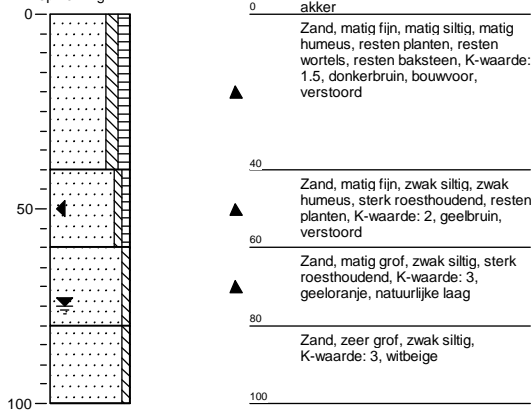 0
akker
0
Zand, matig fijn, matig siltig, matig
humeus, resten planten, resten
wortels, resten baksteen, K-waarde:
1.5, donkerbruin, bouwvoor,
verstoord
40
Zand, matig fijn, zwak siltig, zwak
humeus, sterk roesthoudend, resten
planten, K-waarde: 2, geelbruin,
verstoord
50
60
Zand, matig grof, zwak siltig, sterk
roesthoudend, K-waarde: 3,
geeloranje, natuurlijke laag
80
Zand, zeer grof, zwak siltig,
K-waarde: 3, witbeige
100
100